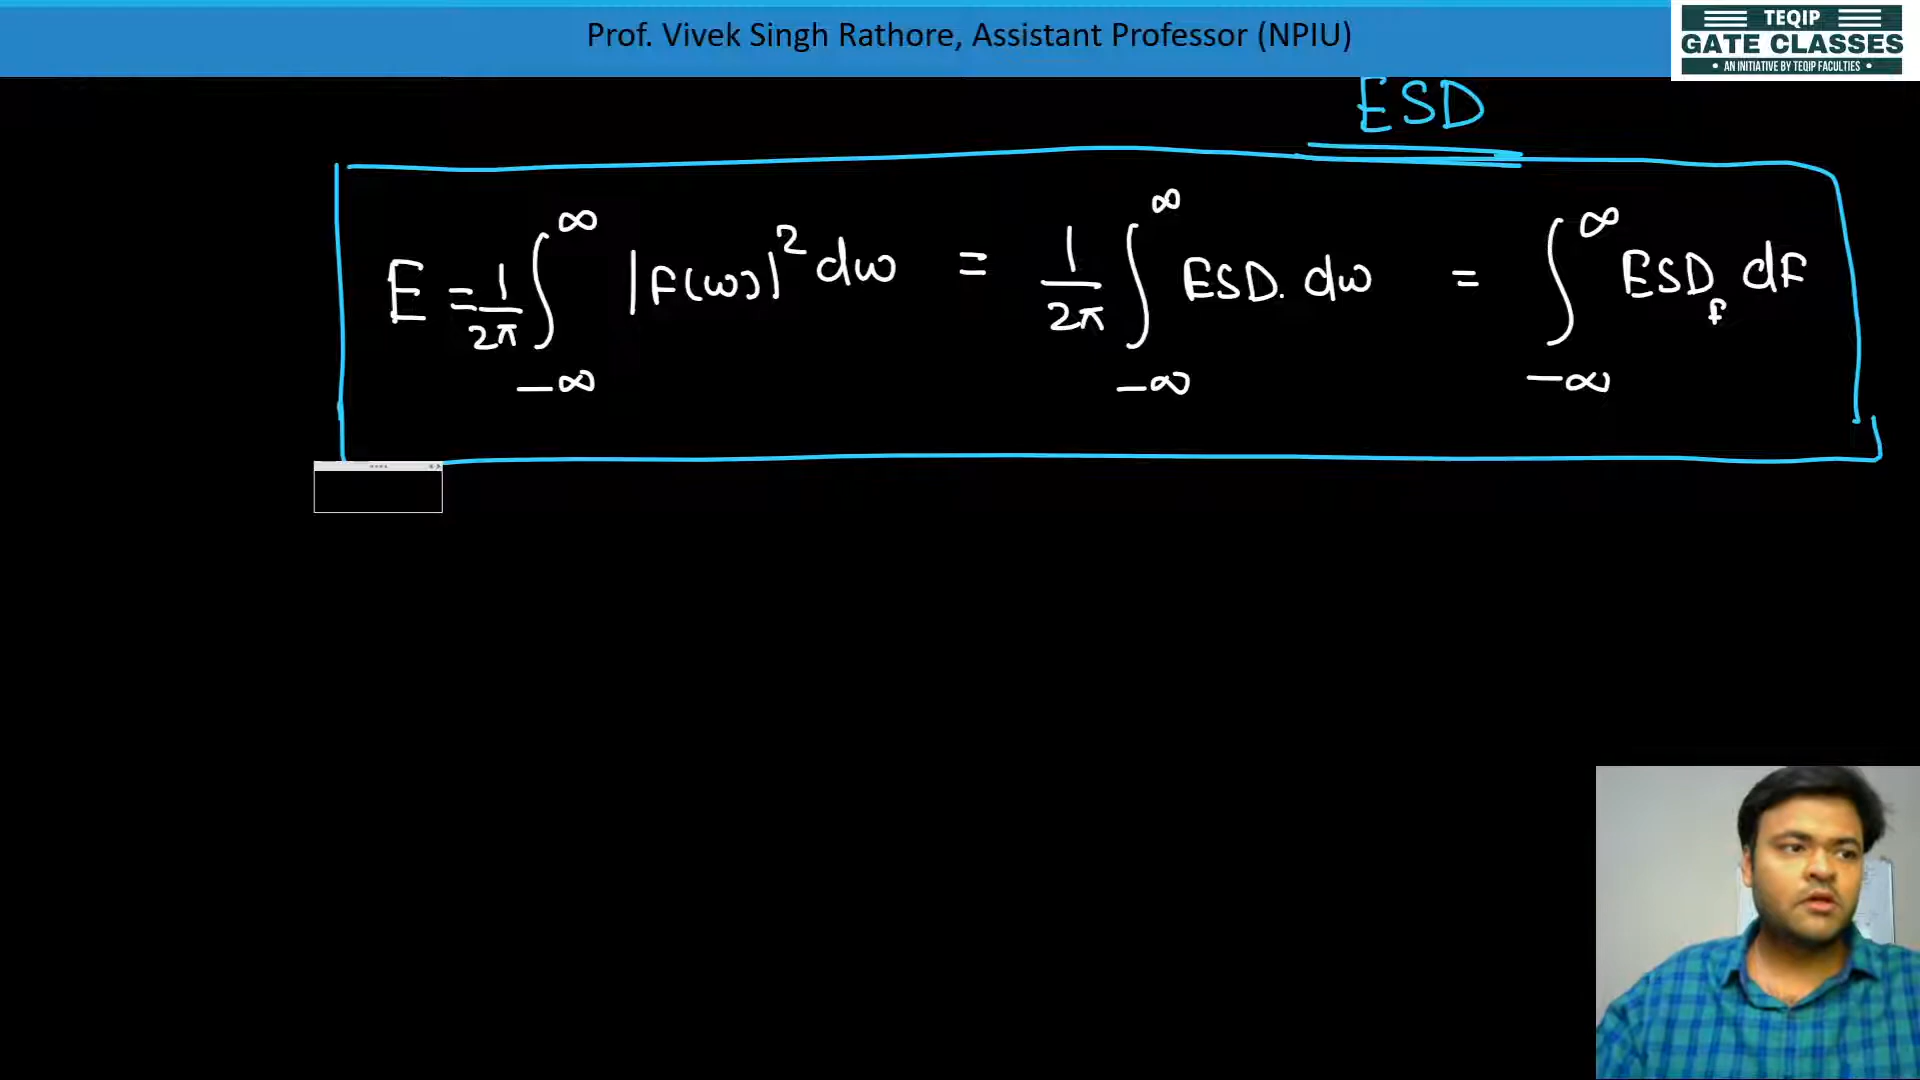 Prof. Vivek Singh Rathore, Assistant Professor (NPIU)
TEQIP
GATE CLASSES
• AN INITIATIVE BY TEQIP FACULTIES •
ESD
E = 1/2π ∫_{-∞}^{∞} |F(ω)|² dω = 1/2π ∫_{-∞}^{∞} ESD. dω = ∫_{-∞}^{∞} ESD_f df